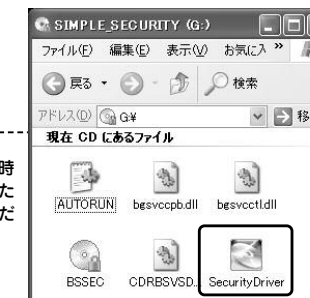 SIMPLE_SECURITY (G:)
ファイル(F) 編集(E) 表示(V) お気に入 »
戻る 検索
アドレス(D) G:¥ 移
現在 CD にあるファイル
時
た
だ
AUTORUN bgsvccpb.dll bgsvcctl.dll
BSSEC CDRBSVSD... SecurityDriver